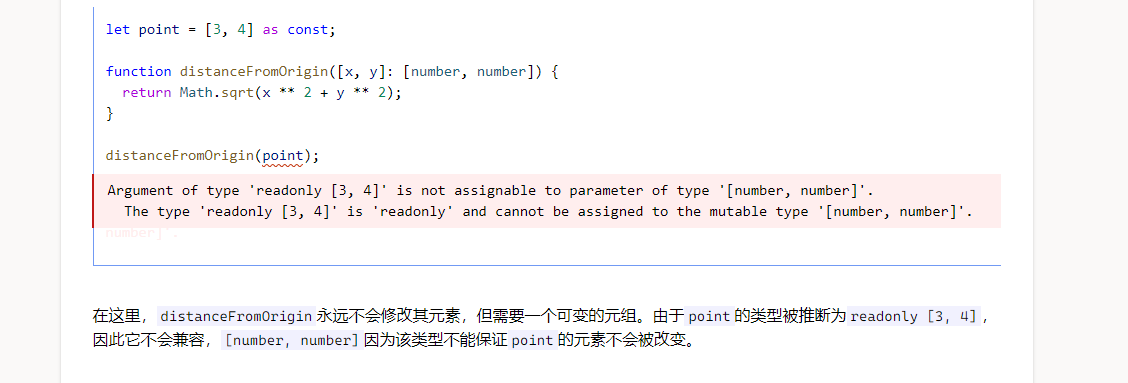 let point = [3, 4] as const;
function distanceFromOrigin([x, y]: [number, number]) {
  return Math.sqrt(x ** 2 + y ** 2);
}
distanceFromOrigin(point);
Argument of type 'readonly [3, 4]' is not assignable to parameter of type '[number, number]'.
  The type 'readonly [3, 4]' is 'readonly' and cannot be assigned to the mutable type '[number, number]'.
number]'.
在这里，distanceFromOrigin 永远不会修改其元素，但需要一个可变的元组。由于 point 的类型被推断为 readonly [3, 4]，
因此它不会兼容，[number, number] 因为该类型不能保证 point 的元素不会被改变。